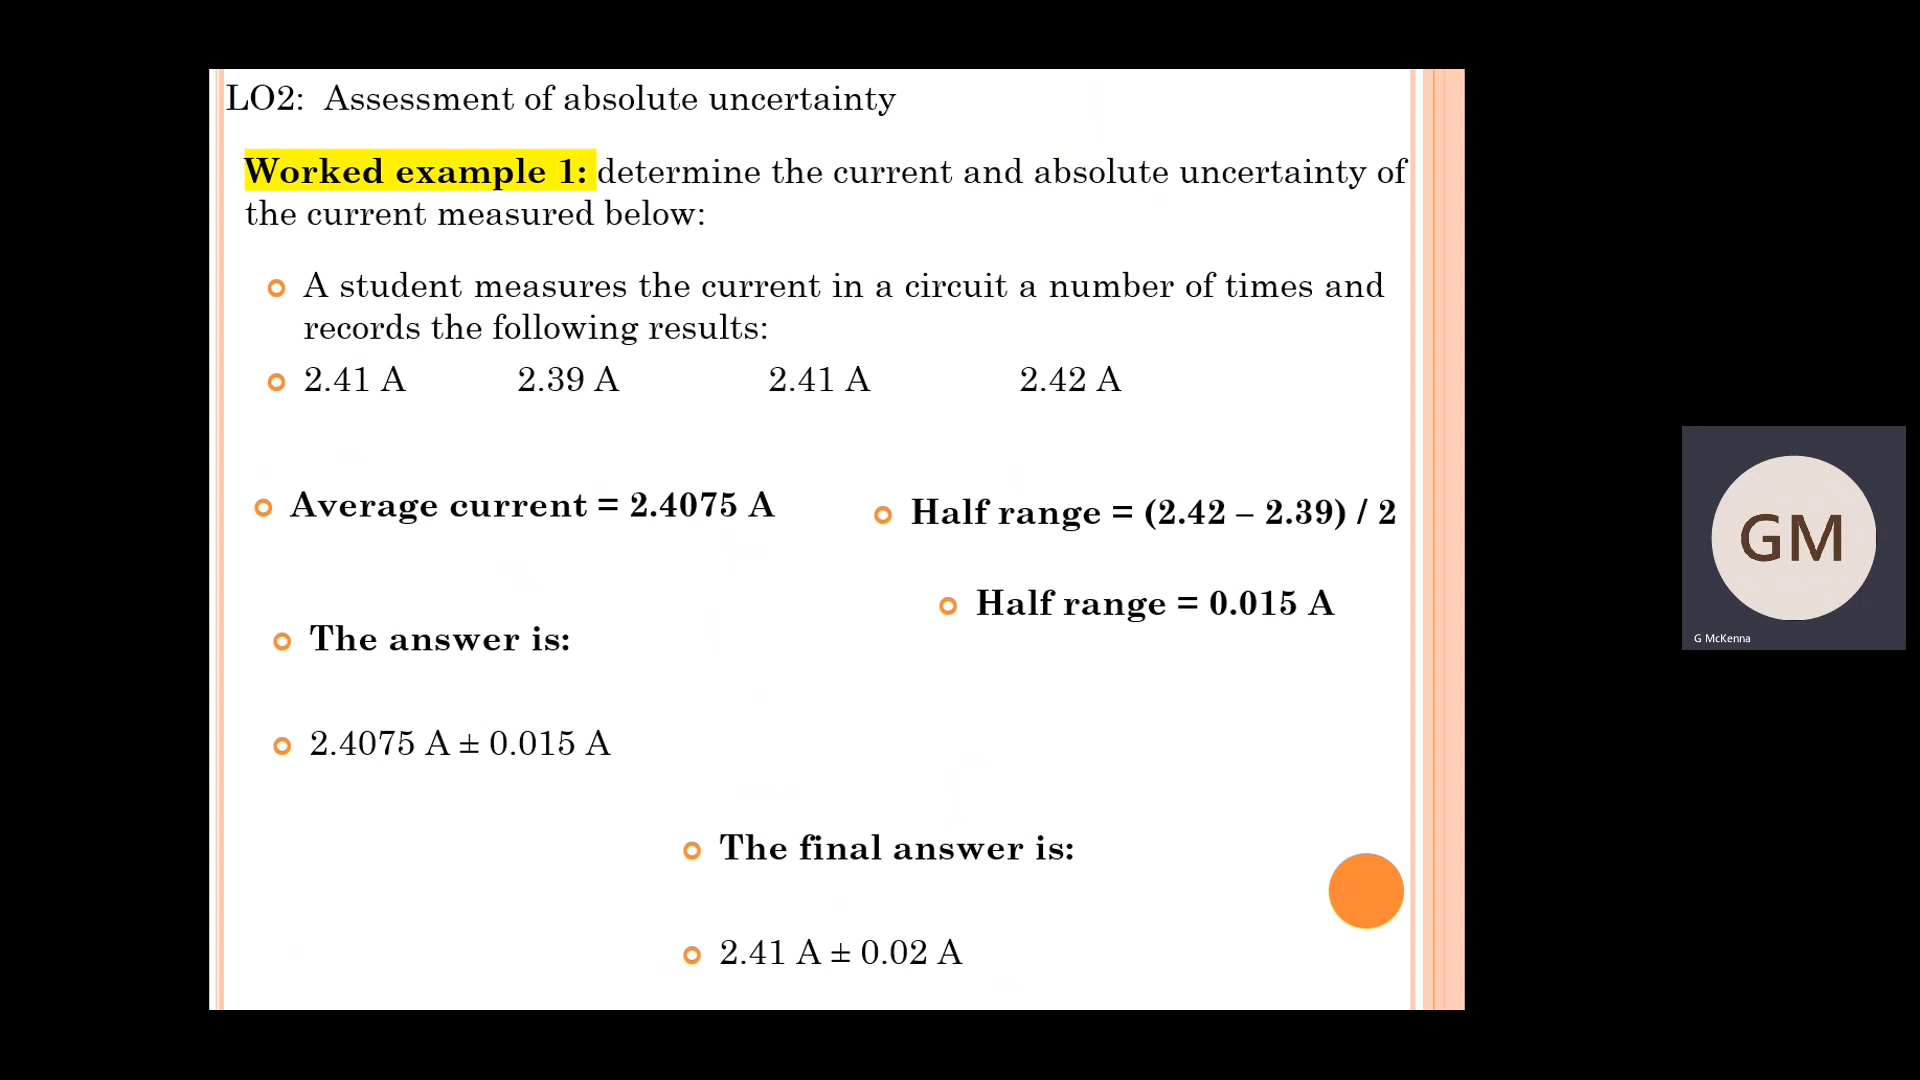 LO2: Assessment of absolute uncertainty
Worked example 1: determine the current and absolute uncertainty of
the current measured below:
A student measures the current in a circuit a number of times and
records the following results:
2.41 A 2.39 A 2.41 A 2.42 A
Average current = 2.4075 A
Half range = (2.42 – 2.39) / 2
Half range = 0.015 A
The answer is:
2.4075 A ± 0.015 A
The final answer is:
2.41 A ± 0.02 A
GM
G McKenna